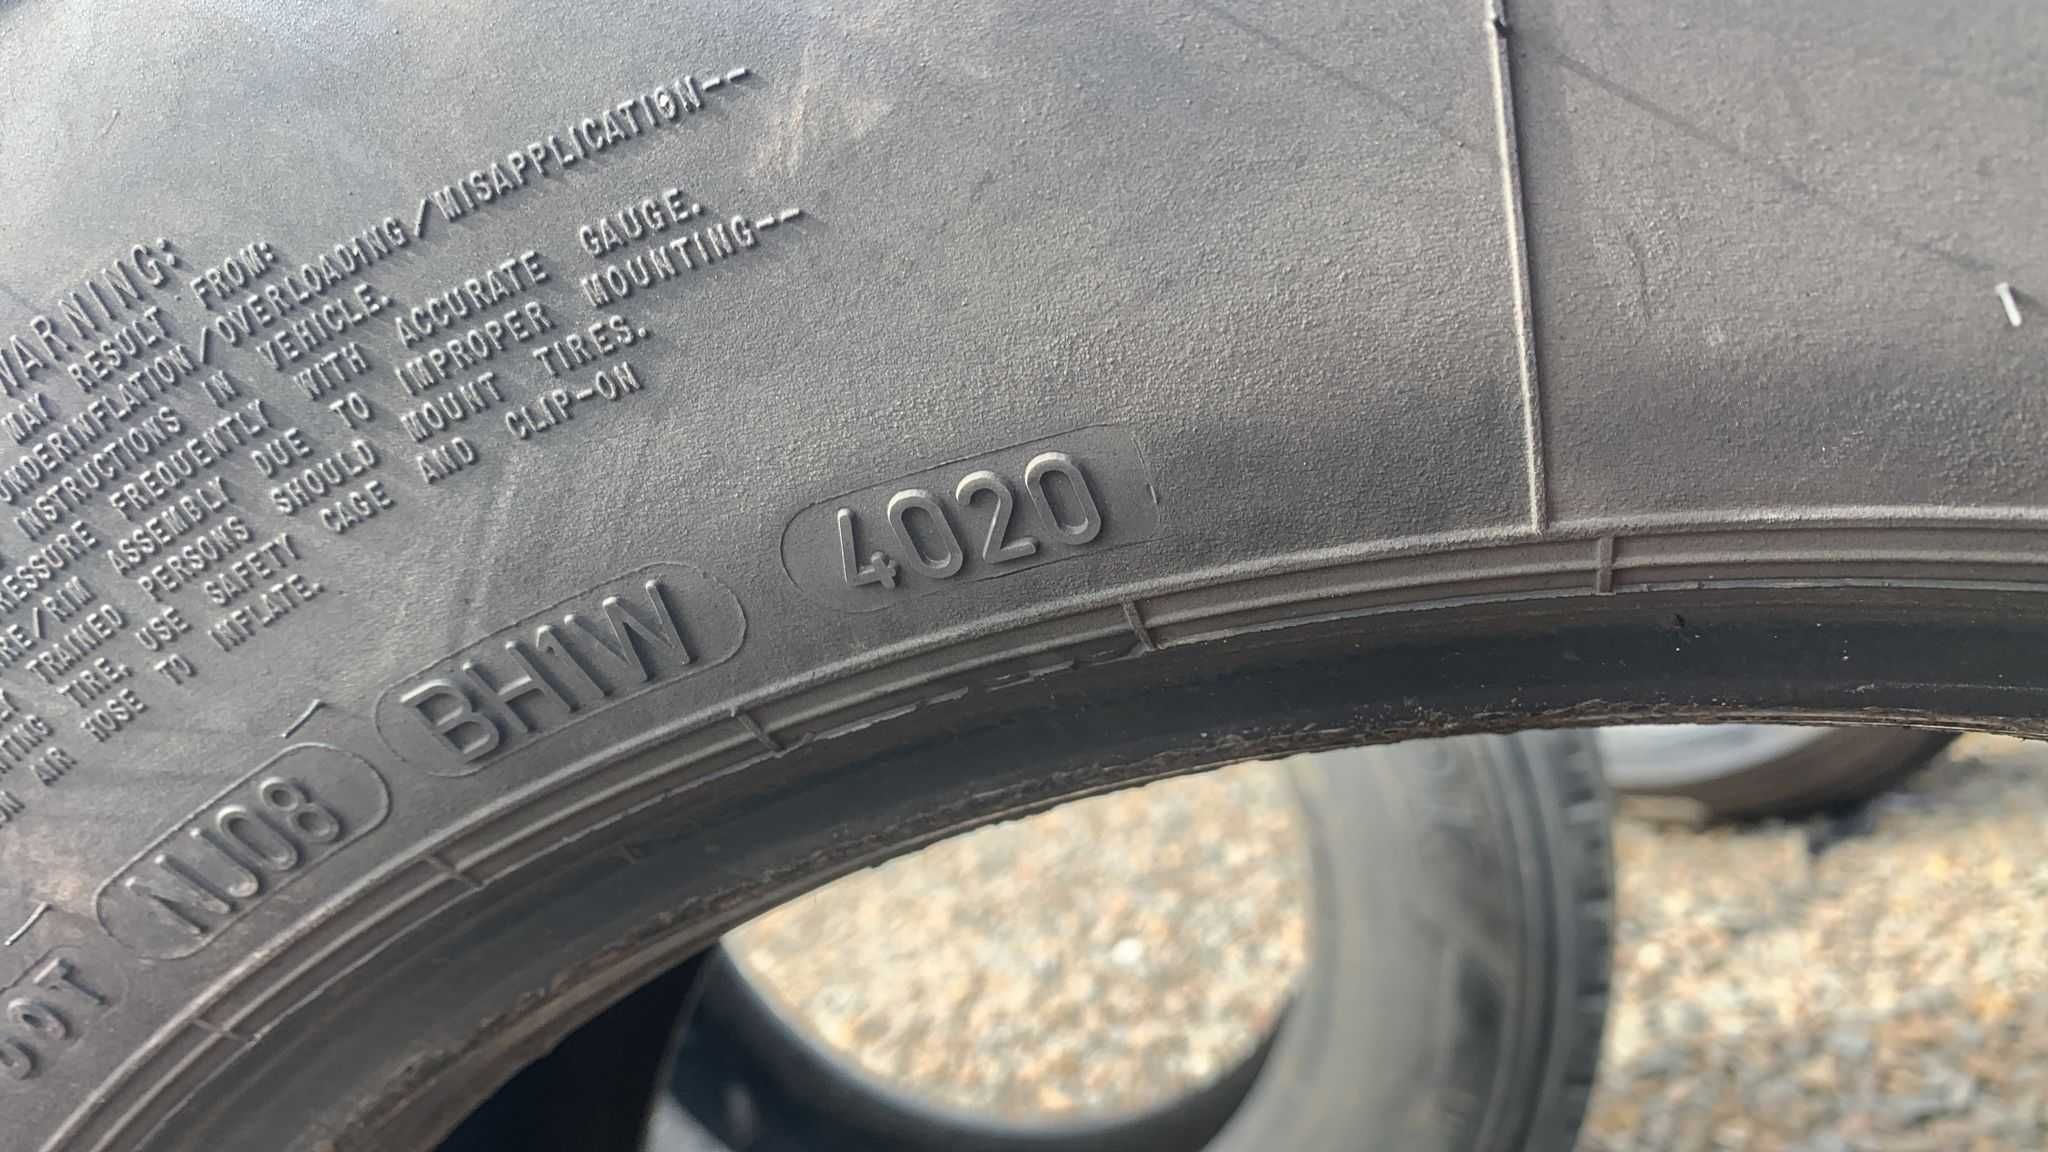 WARNING:
MAY RESULT FROM:
UNDERINFLATION/OVERLOADING/MISAPPLICATION--
INSTRUCTIONS IN VEHICLE.
FREQUENTLY WITH ACCURATE GAUGE.
ASSEMBLY DUE TO IMPROPER MOUNTING--
TRAINED PERSONS SHOULD MOUNT TIRES.
TIRE, USE SAFETY CAGE AND CLIP-ON
AIR HOSE TO INFLATE.
DOT NJ08 BH1W 4020